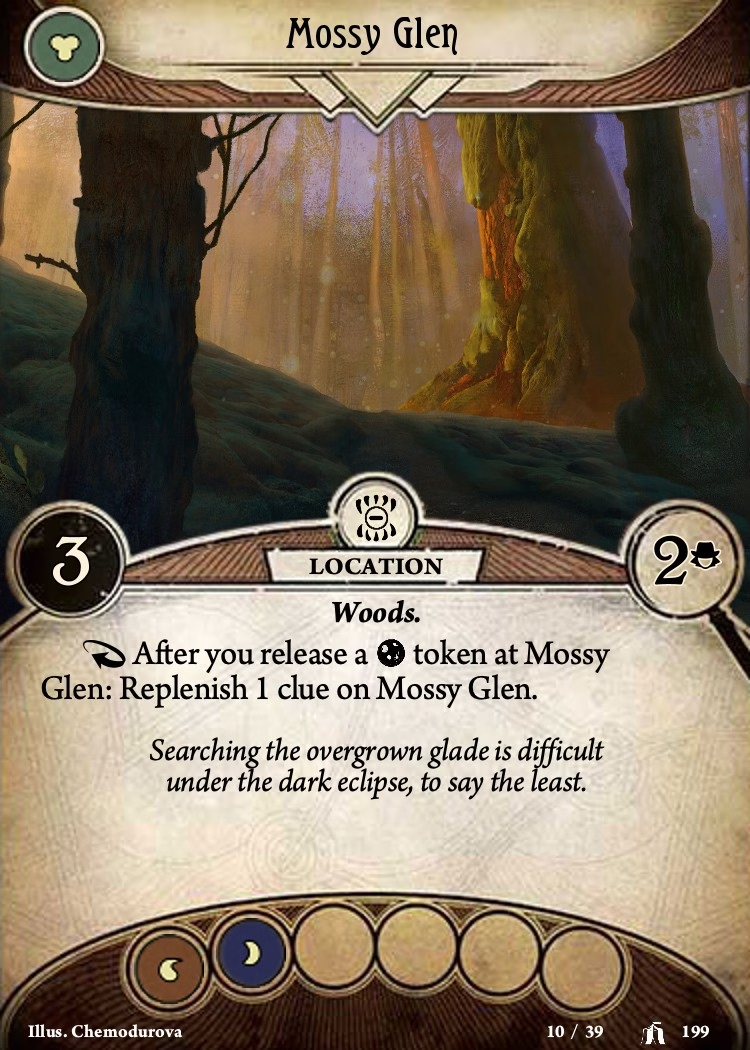 Mossy Glen
3
LOCATION
2
Woods.
After you release a token at Mossy
Glen: Replenish 1 clue on Mossy Glen.
Searching the overgrown glade is difficult
under the dark eclipse, to say the least.
Illus. Chemodurova
10 / 39
199